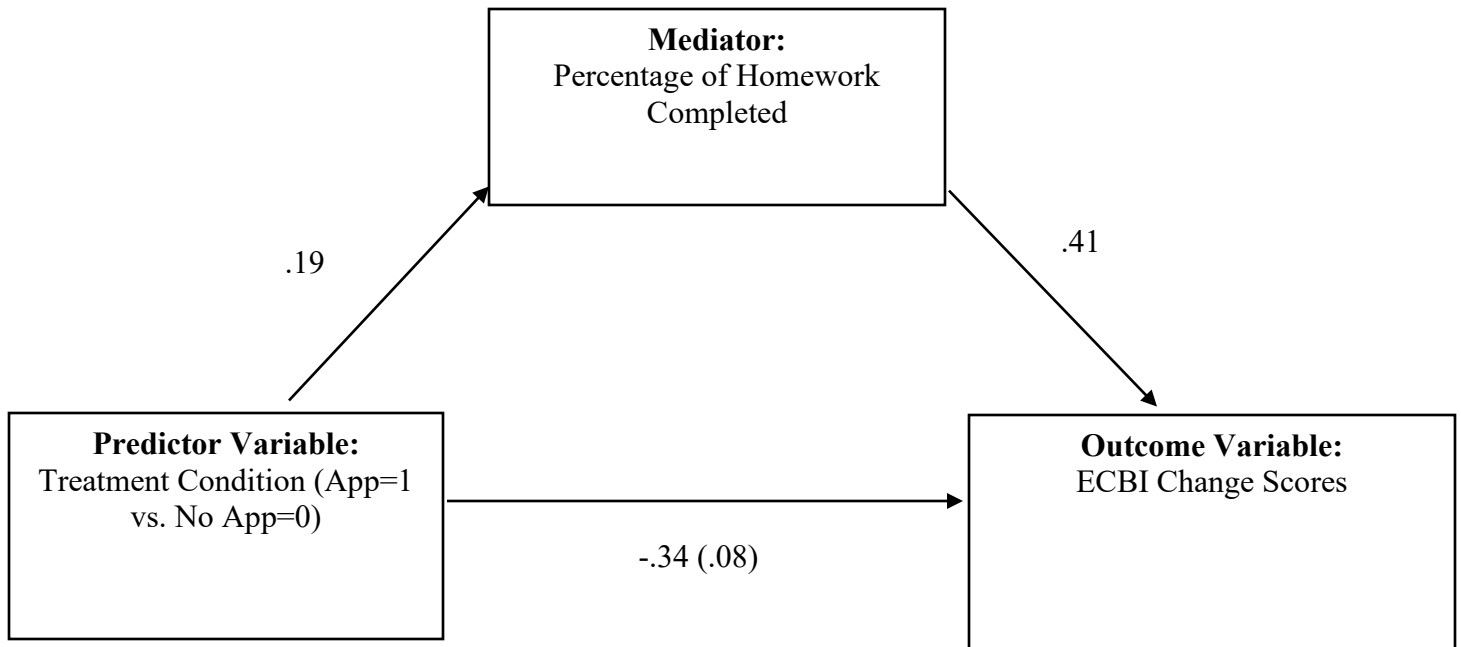 Mediator:
Percentage of Homework
Completed
.19
.41
Predictor Variable:
Treatment Condition (App=1
vs. No App=0)
Outcome Variable:
ECBI Change Scores
-.34 (.08)